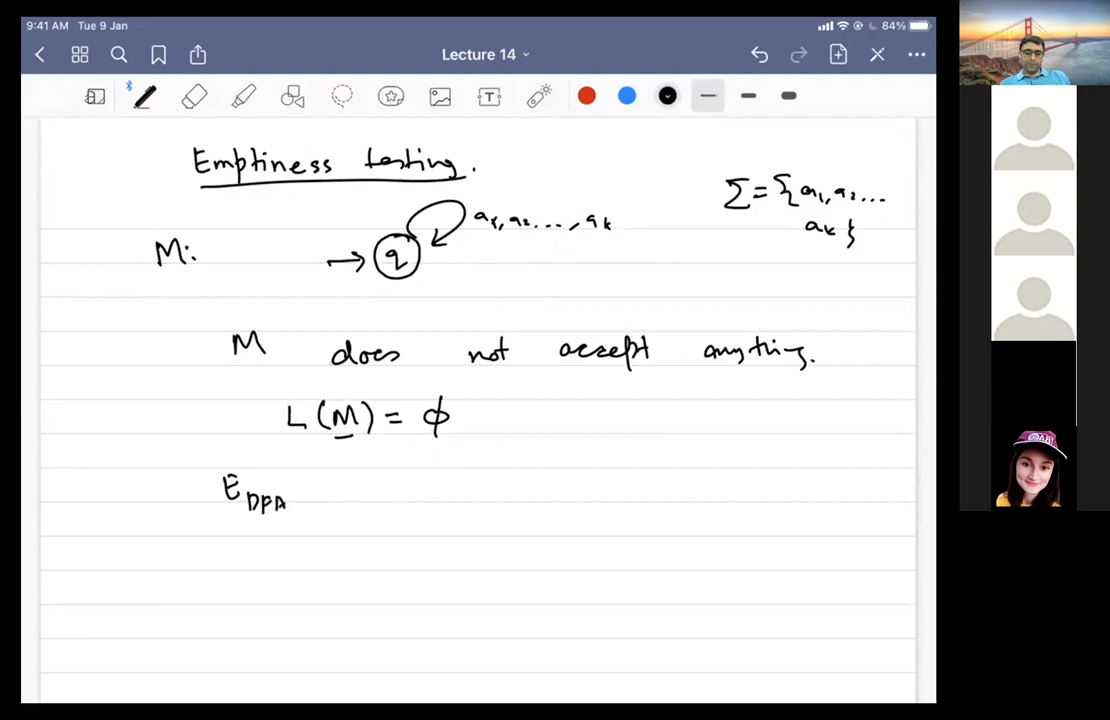 9:41 AM Tue 9 Jan
84%
Lecture 14
Emptiness testing.
Σ = {a₁, a₂ ...
aₖ}
a₁, a₂ ..., aₖ
M:
q
M does not accept anything.
L(M) = ϕ
E_DFA